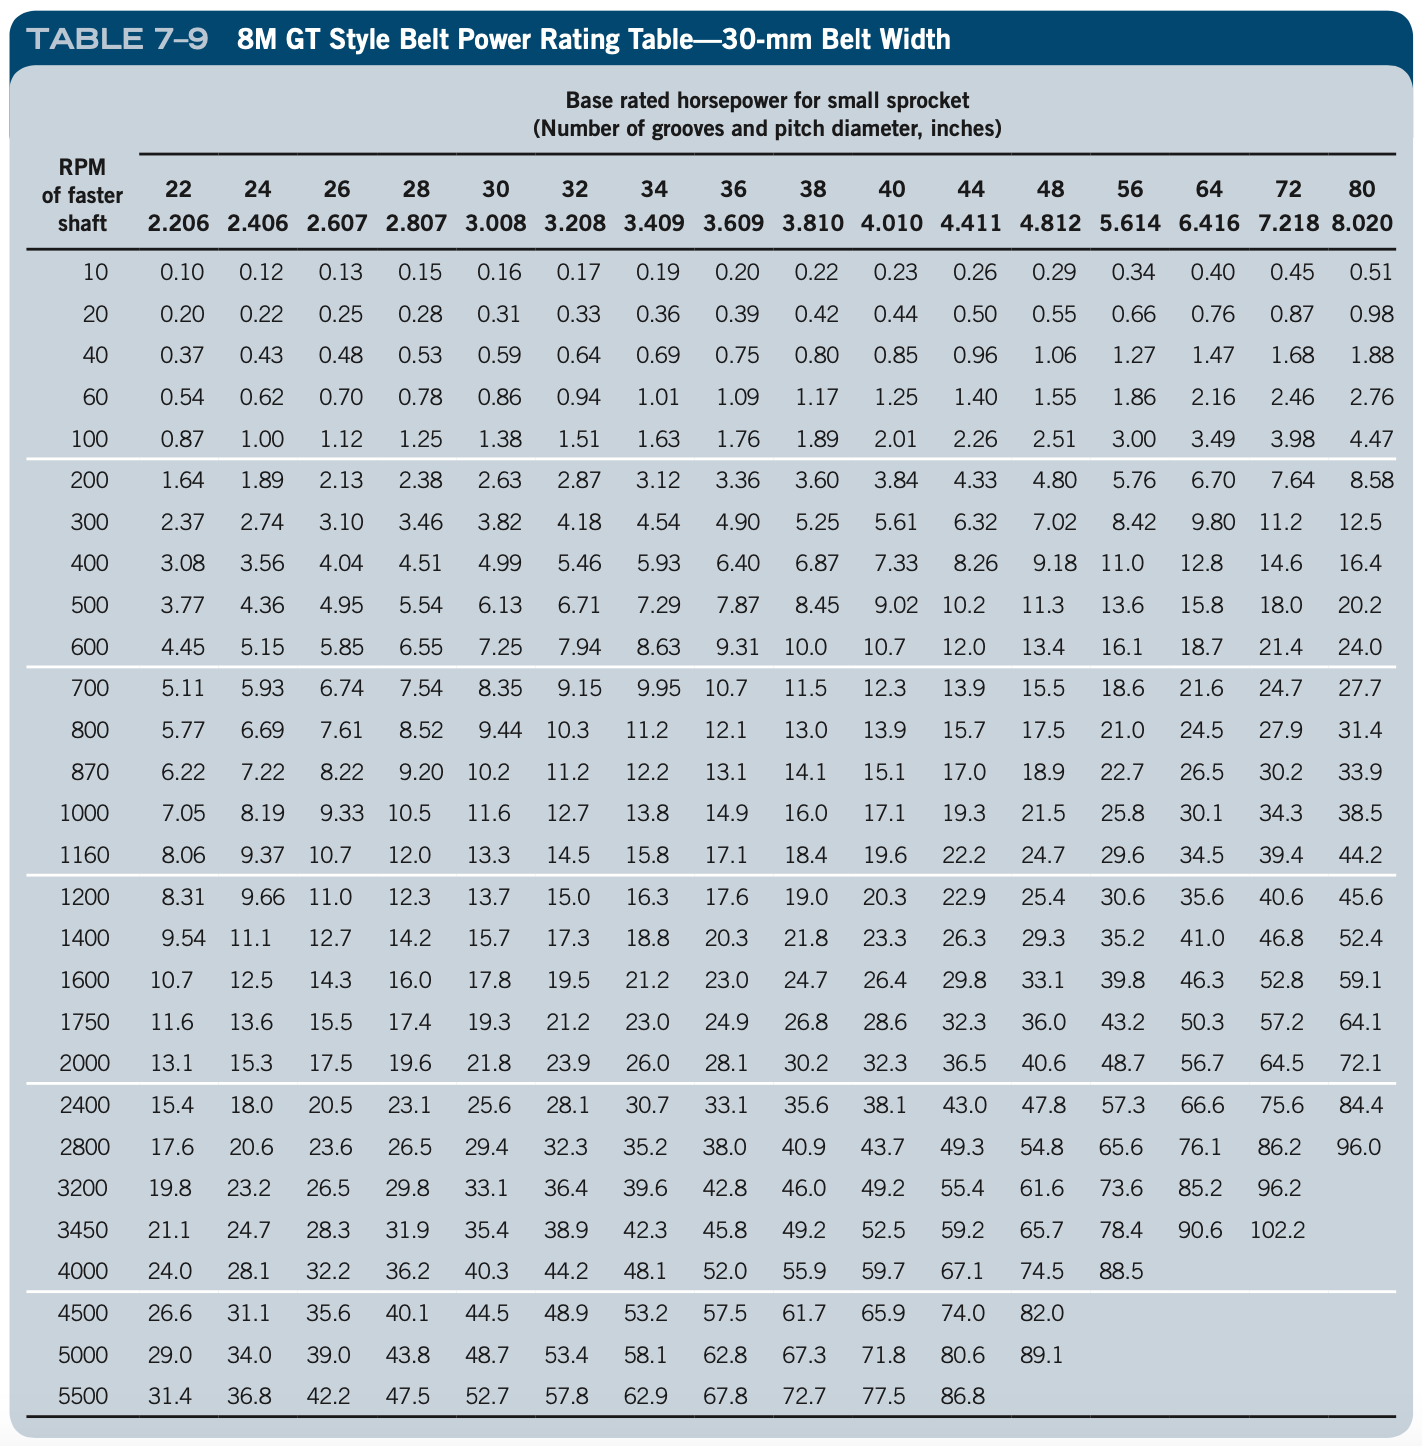 TABLE 7–9 8M GT Style Belt Power Rating Table—30-mm Belt Width
Base rated horsepower for small sprocket
(Number of grooves and pitch diameter, inches)
RPM
of faster
shaft
22 24 26 28 30 32 34 36 38 40 44 48 56 64 72 80
2.206 2.406 2.607 2.807 3.008 3.208 3.409 3.609 3.810 4.010 4.411 4.812 5.614 6.416 7.218 8.020
10 0.10 0.12 0.13 0.15 0.16 0.17 0.19 0.20 0.22 0.23 0.26 0.29 0.34 0.40 0.45 0.51
20 0.20 0.22 0.25 0.28 0.31 0.33 0.36 0.39 0.42 0.44 0.50 0.55 0.66 0.76 0.87 0.98
40 0.37 0.43 0.48 0.53 0.59 0.64 0.69 0.75 0.80 0.85 0.96 1.06 1.27 1.47 1.68 1.88
60 0.54 0.62 0.70 0.78 0.86 0.94 1.01 1.09 1.17 1.25 1.40 1.55 1.86 2.16 2.46 2.76
100 0.87 1.00 1.12 1.25 1.38 1.51 1.63 1.76 1.89 2.01 2.26 2.51 3.00 3.49 3.98 4.47
200 1.64 1.89 2.13 2.38 2.63 2.87 3.12 3.36 3.60 3.84 4.33 4.80 5.76 6.70 7.64 8.58
300 2.37 2.74 3.10 3.46 3.82 4.18 4.54 4.90 5.25 5.61 6.32 7.02 8.42 9.80 11.2 12.5
400 3.08 3.56 4.04 4.51 4.99 5.46 5.93 6.40 6.87 7.33 8.26 9.18 11.0 12.8 14.6 16.4
500 3.77 4.36 4.95 5.54 6.13 6.71 7.29 7.87 8.45 9.02 10.2 11.3 13.6 15.8 18.0 20.2
600 4.45 5.15 5.85 6.55 7.25 7.94 8.63 9.31 10.0 10.7 12.0 13.4 16.1 18.7 21.4 24.0
700 5.11 5.93 6.74 7.54 8.35 9.15 9.95 10.7 11.5 12.3 13.9 15.5 18.6 21.6 24.7 27.7
800 5.77 6.69 7.61 8.52 9.44 10.3 11.2 12.1 13.0 13.9 15.7 17.5 21.0 24.5 27.9 31.4
870 6.22 7.22 8.22 9.20 10.2 11.2 12.2 13.1 14.1 15.1 17.0 18.9 22.7 26.5 30.2 33.9
1000 7.05 8.19 9.33 10.5 11.6 12.7 13.8 14.9 16.0 17.1 19.3 21.5 25.8 30.1 34.3 38.5
1160 8.06 9.37 10.7 12.0 13.3 14.5 15.8 17.1 18.4 19.6 22.2 24.7 29.6 34.5 39.4 44.2
1200 8.31 9.66 11.0 12.3 13.7 15.0 16.3 17.6 19.0 20.3 22.9 25.4 30.6 35.6 40.6 45.6
1400 9.54 11.1 12.7 14.2 15.7 17.3 18.8 20.3 21.8 23.3 26.3 29.3 35.2 41.0 46.8 52.4
1600 10.7 12.5 14.3 16.0 17.8 19.5 21.2 23.0 24.7 26.4 29.8 33.1 39.8 46.3 52.8 59.1
1750 11.6 13.6 15.5 17.4 19.3 21.2 23.0 24.9 26.8 28.6 32.3 36.0 43.2 50.3 57.2 64.1
2000 13.1 15.3 17.5 19.6 21.8 23.9 26.0 28.1 30.2 32.3 36.5 40.6 48.7 56.7 64.5 72.1
2400 15.4 18.0 20.5 23.1 25.6 28.1 30.7 33.1 35.6 38.1 43.0 47.8 57.3 66.6 75.6 84.4
2800 17.6 20.6 23.6 26.5 29.4 32.3 35.2 38.0 40.9 43.7 49.3 54.8 65.6 76.1 86.2 96.0
3200 19.8 23.2 26.5 29.8 33.1 36.4 39.6 42.8 46.0 49.2 55.4 61.6 73.6 85.2 96.2
3450 21.1 24.7 28.3 31.9 35.4 38.9 42.3 45.8 49.2 52.5 59.2 65.7 78.4 90.6 102.2
4000 24.0 28.1 32.2 36.2 40.3 44.2 48.1 52.0 55.9 59.7 67.1 74.5 88.5
4500 26.6 31.1 35.6 40.1 44.5 48.9 53.2 57.5 61.7 65.9 74.0 82.0
5000 29.0 34.0 39.0 43.8 48.7 53.4 58.1 62.8 67.3 71.8 80.6 89.1
5500 31.4 36.8 42.2 47.5 52.7 57.8 62.9 67.8 72.7 77.5 86.8